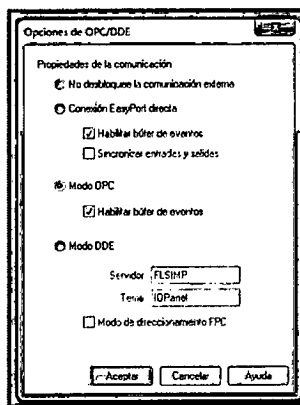 Opciones de OPC/DDE
Propiedades de la comunicación
No desbloquee la comunicación externa
Conexión EasyPort directa
Habilitar búfer de eventos
Sincronizar entradas y salidas
Modo OPC
Habilitar búfer de eventos
Modo DDE
Servidor FLSIMP
Tema IOPanel
Modo de direccionamiento FPC
Aceptar Cancelar Ayuda